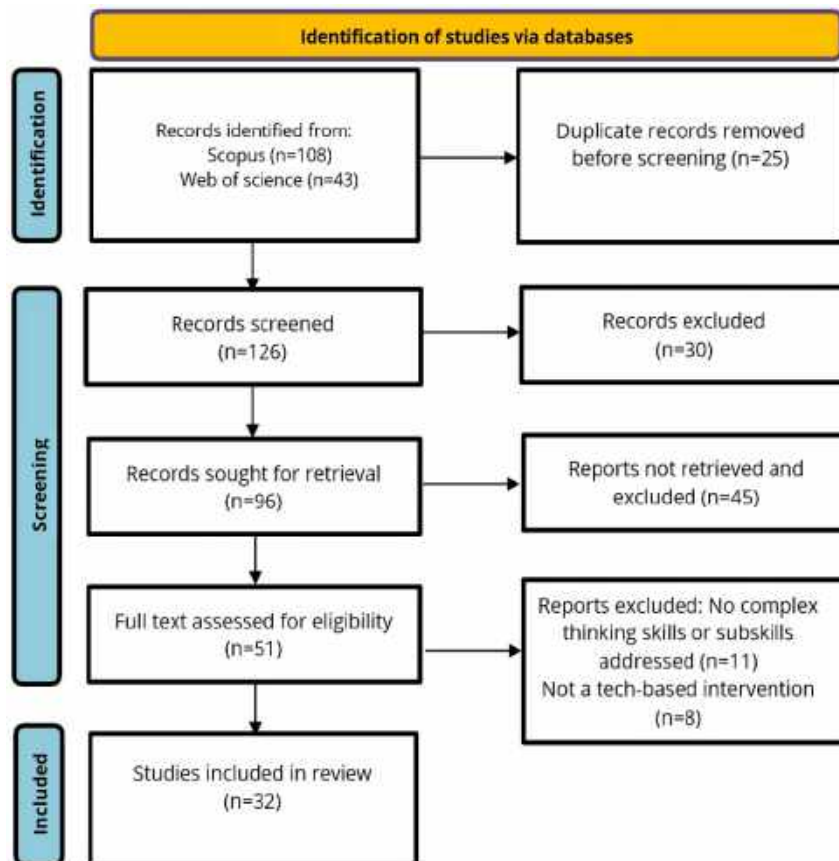 Identification of studies via databases
Identification
Records identified from:
Scopus (n=108)
Web of science (n=43)
Duplicate records removed
before screening (n=25)
Screening
Records screened
(n=126)
Records excluded
(n=30)
Records sought for retrieval
(n=96)
Reports not retrieved and
excluded (n=45)
Full text assessed for eligibility
(n=51)
Reports excluded: No complex
thinking skills or subskills
addressed (n=11)
Not a tech-based intervention
(n=8)
Included
Studies included in review
(n=32)